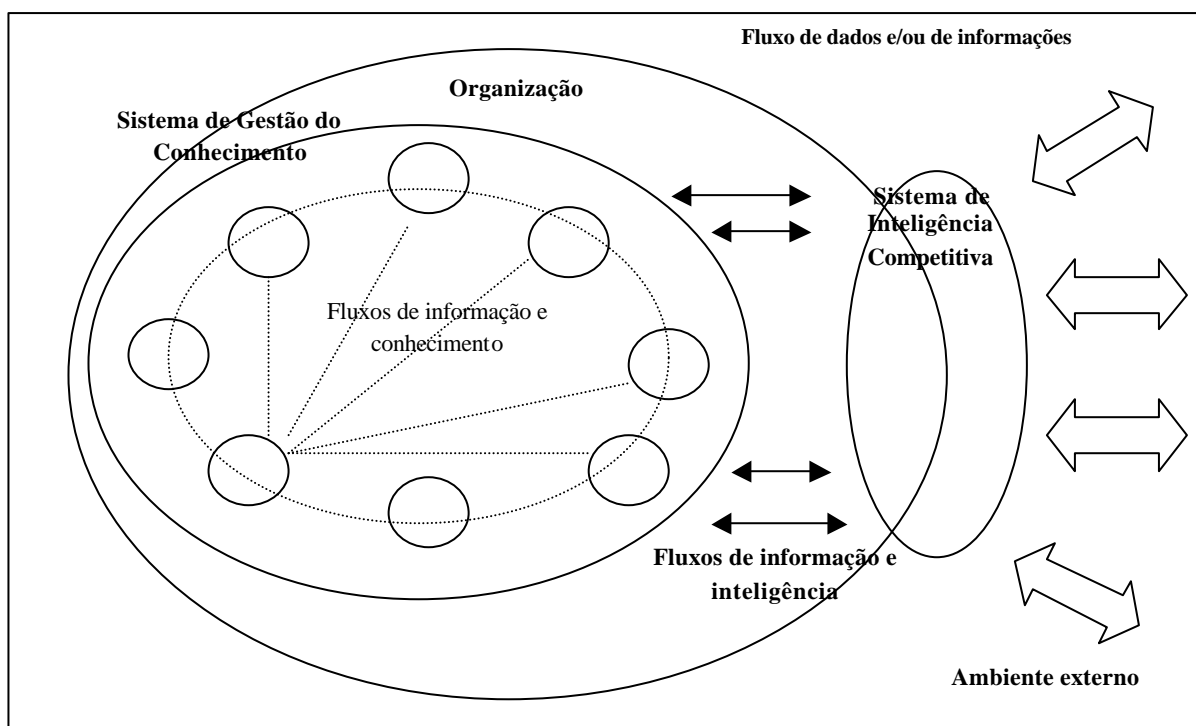 Fluxo de dados e/ou de informações
Organização
Sistema de Gestão do
Conhecimento
Sistema de
Inteligência
Competitiva
Fluxos de informação e
conhecimento
Fluxos de informação e
inteligência
Ambiente externo